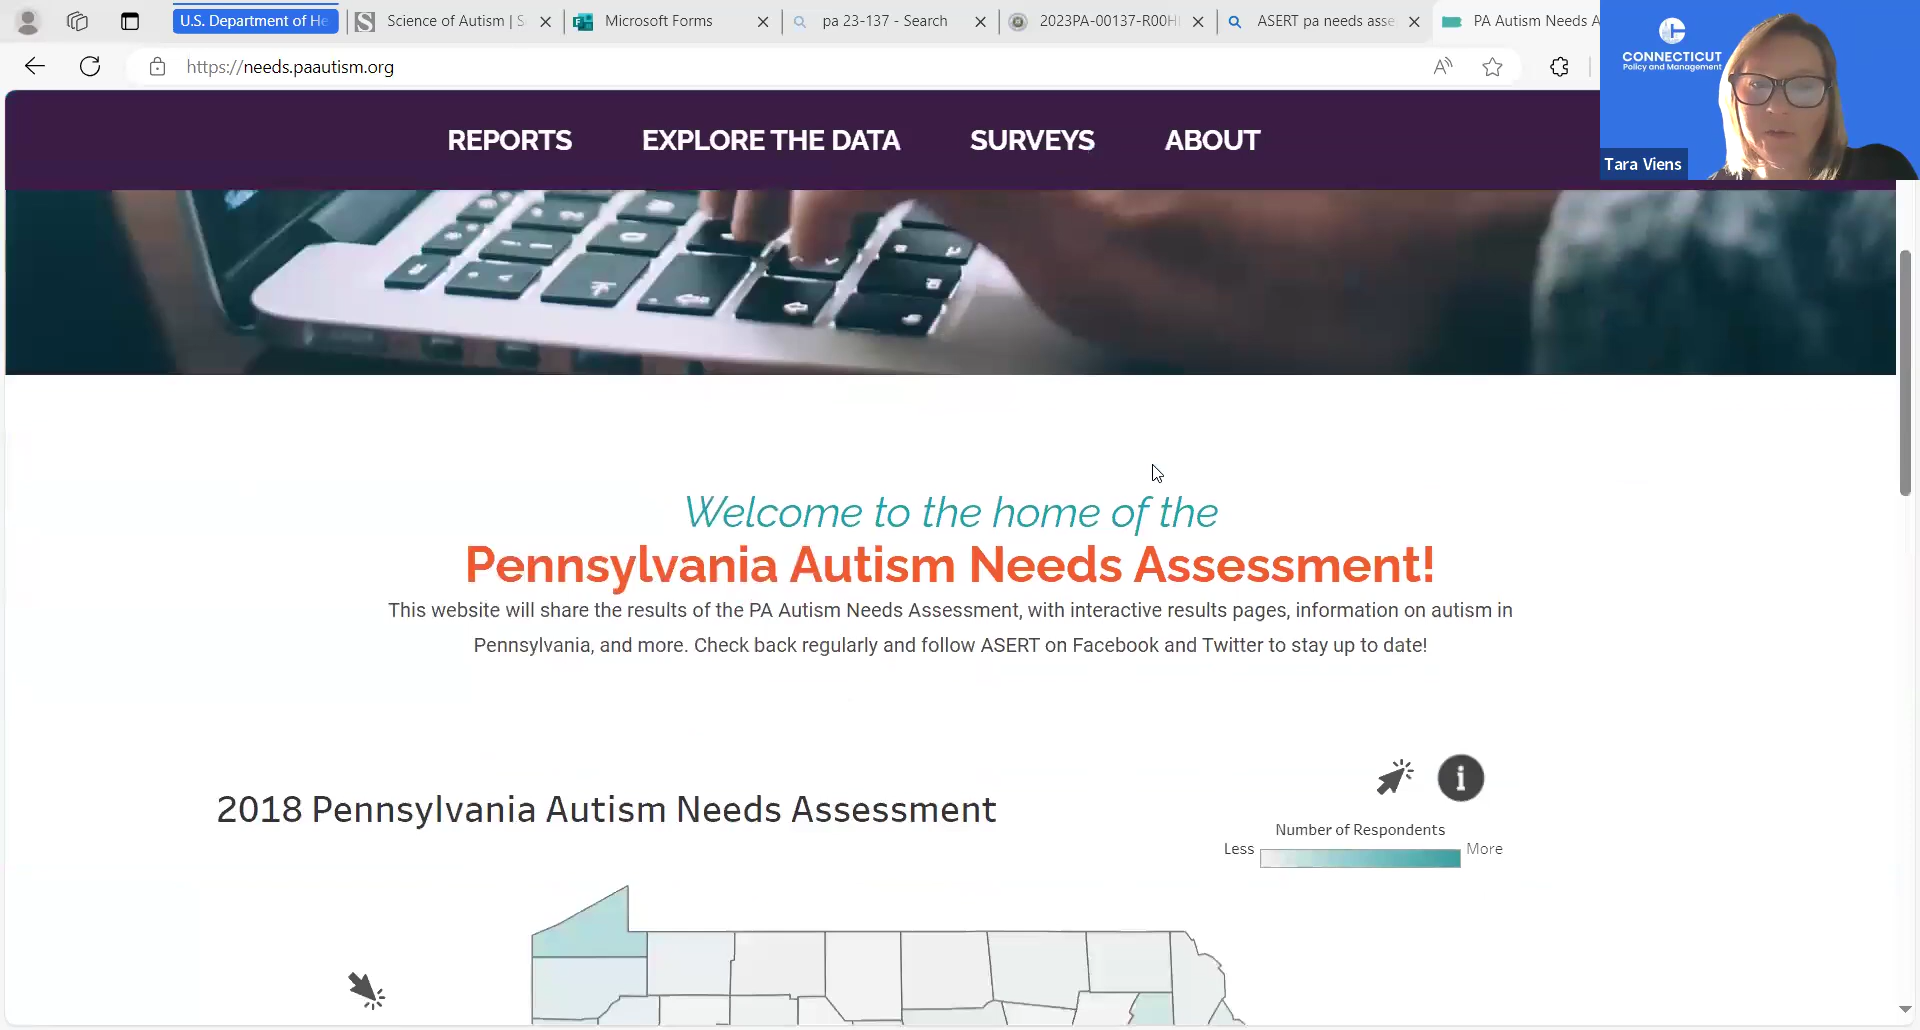 U.S. Department of He
Science of Autism | S
Microsoft Forms
pa 23-137 - Search
2023PA-00137-R00H
ASERT pa needs asse
PA Autism Needs A
https://needs.paautism.org
CONNECTICUT
Policy and Management
Tara Viens
REPORTS
EXPLORE THE DATA
SURVEYS
ABOUT
Welcome to the home of the
Pennsylvania Autism Needs Assessment!
This website will share the results of the PA Autism Needs Assessment, with interactive results pages, information on autism in
Pennsylvania, and more. Check back regularly and follow ASERT on Facebook and Twitter to stay up to date!
2018 Pennsylvania Autism Needs Assessment
Number of Respondents
Less
More